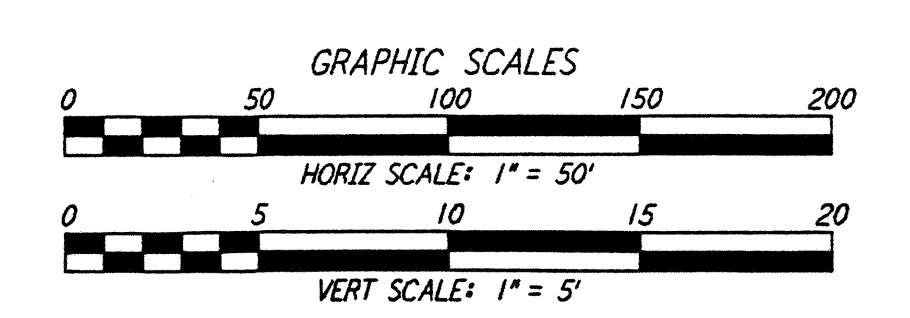 GRAPHIC SCALES
0 50 100 150 200
HORIZ SCALE: 1" = 50'
0 5 10 15 20
VERT SCALE: 1" = 5'